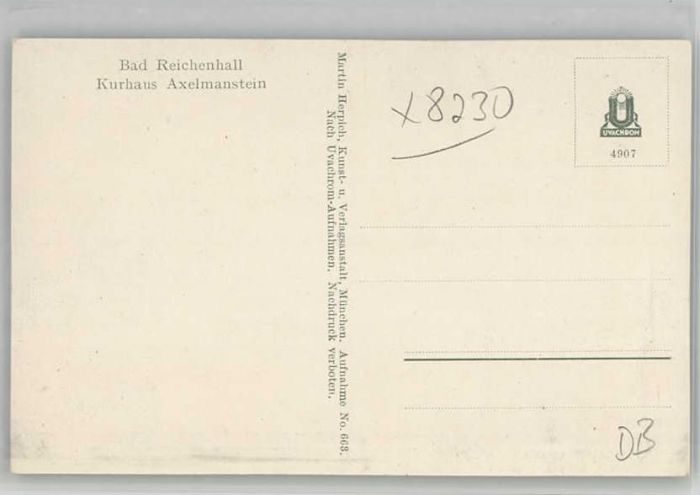 Bad Reichenhall
Kurhaus Axelmanstein
Martin Herpich, Kunst- u. Verlagsanstalt, München. Aufnahme No. 668.
Nach Uvachrom-Aufnahmen. Nachdruck verboten.
x8230
U
UVACHROM
4907
DB